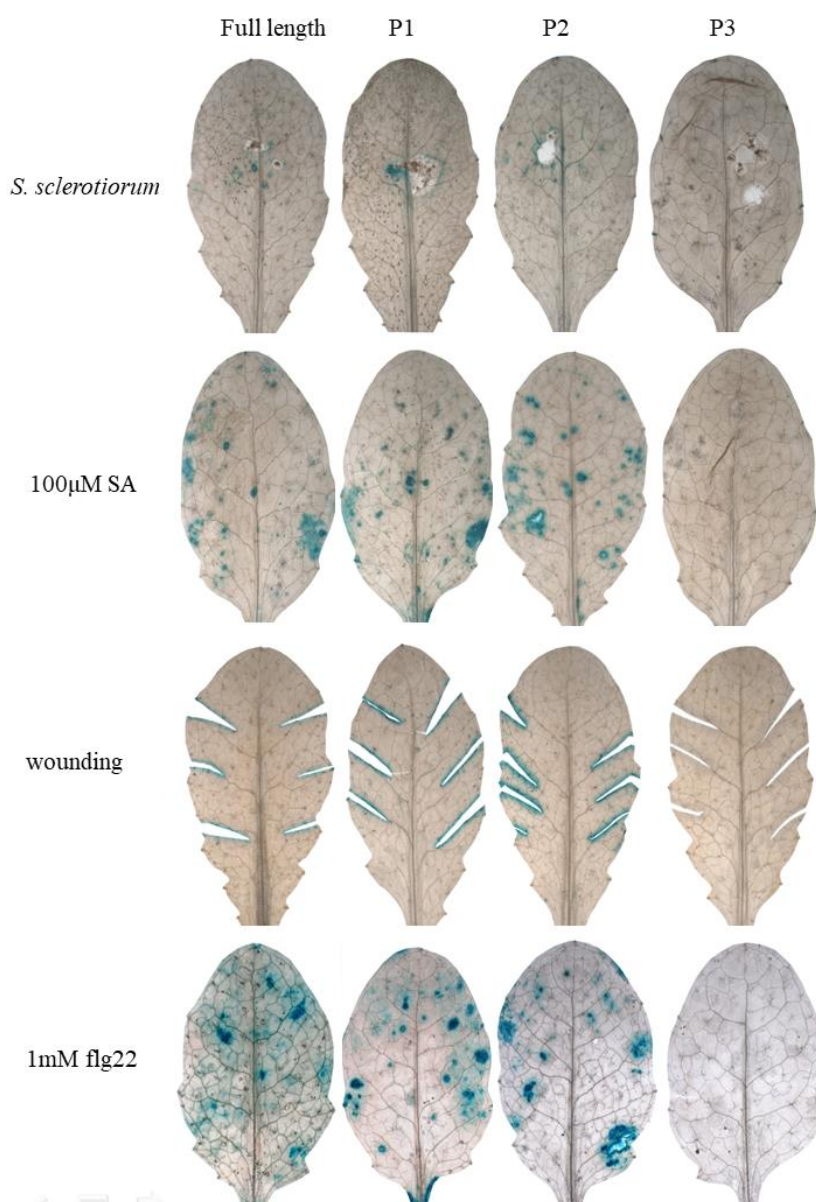 Full length P1 P2 P3
S. sclerotiorum
100μM SA
wounding
1mM flg22